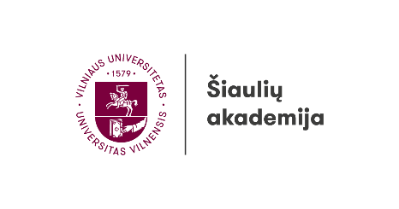 VILNIAUS UNIVERSITETAS
· 1579 ·
UNIVERSITAS VILNENSIS
Šiaulių
akademija